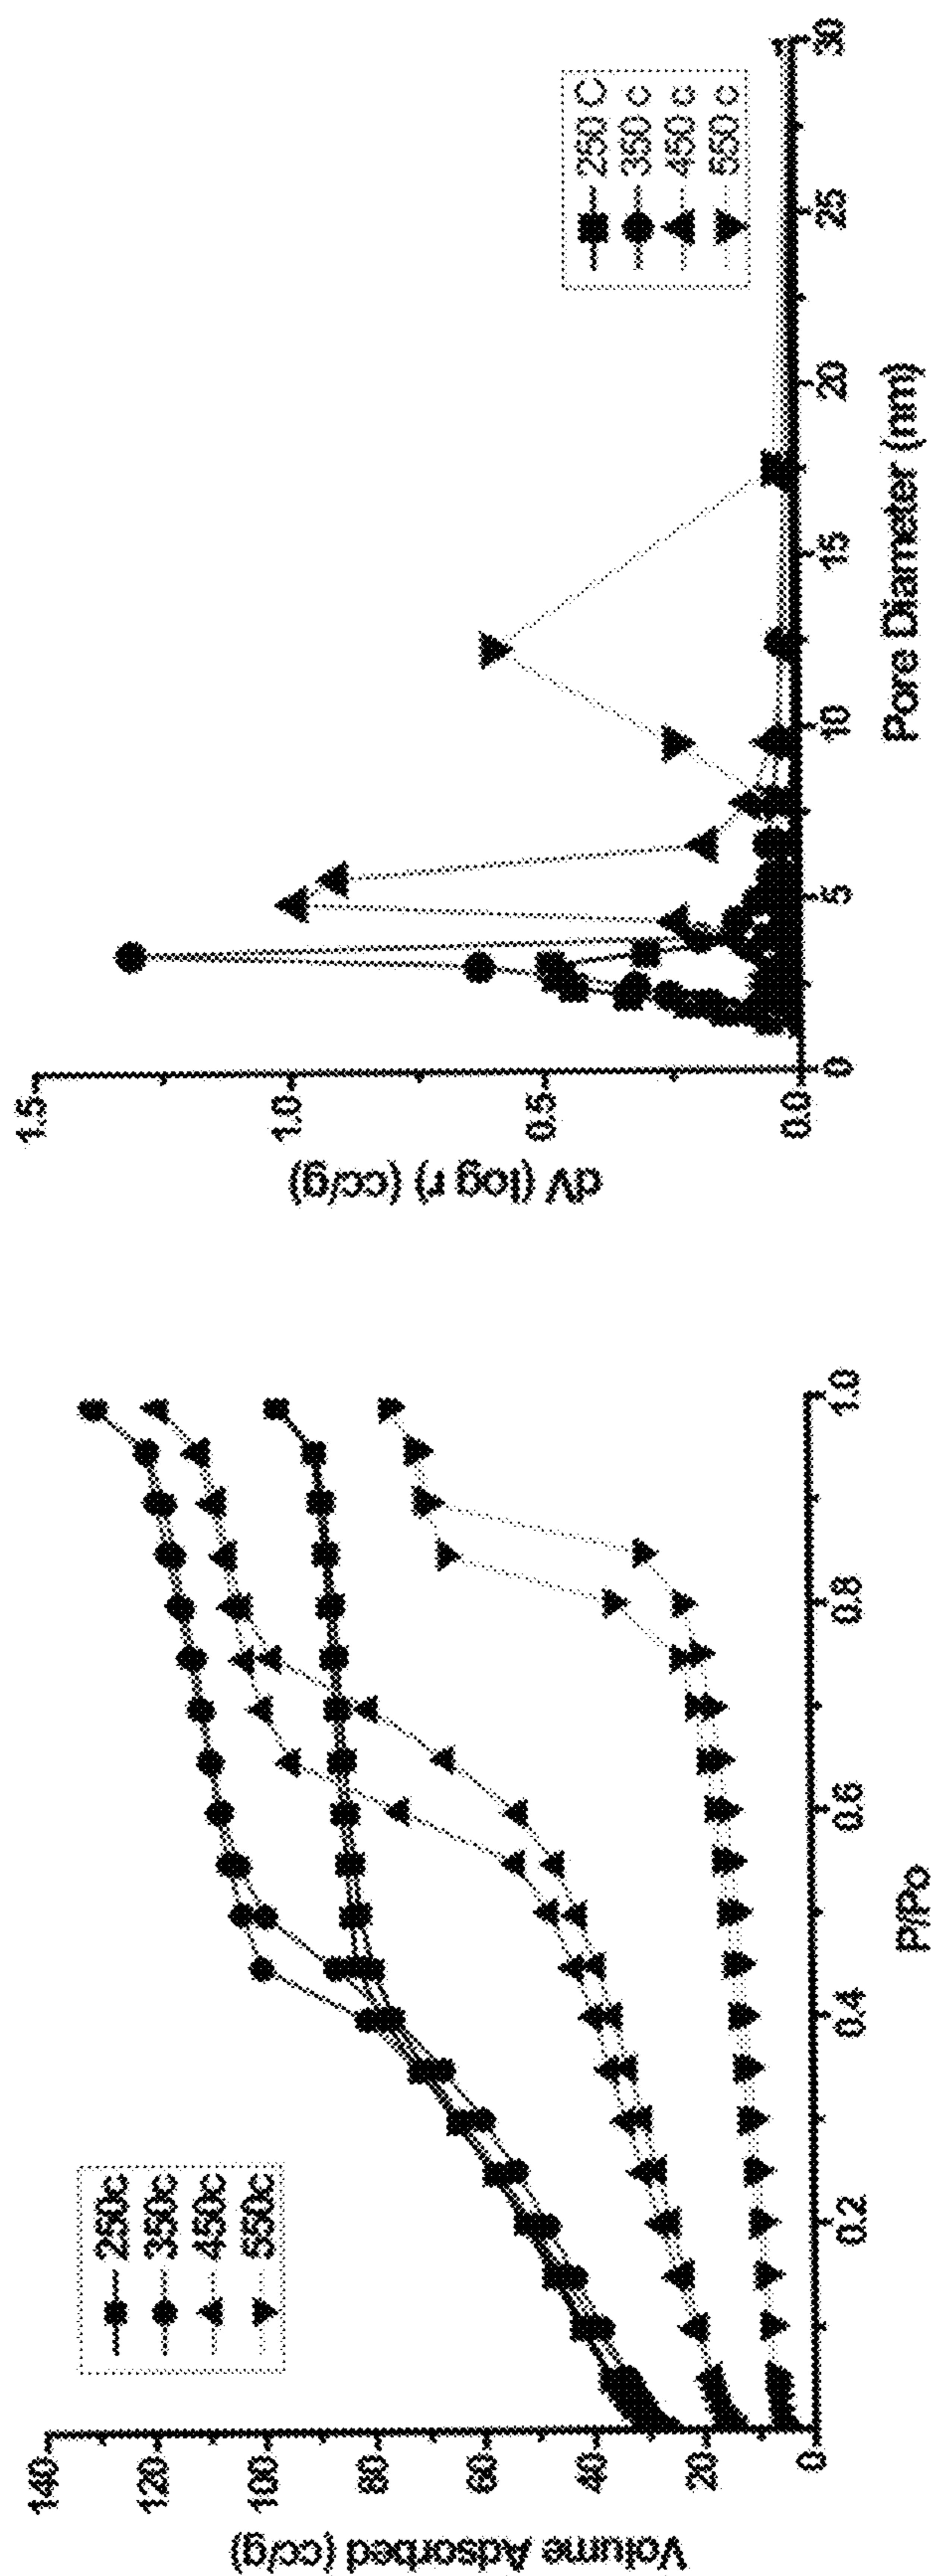 250c
350c
450c
550c
Volume Adsorbed (cc/g)
140
120
100
80
60
40
20
0
0.2
0.4
0.6
0.8
1.0
P/Po
250 C
350 c
450 c
550 c
dV (log r) (cc/g)
1.5
1.0
0.5
0.0
0
5
10
15
20
25
30
Pore Diameter (nm)